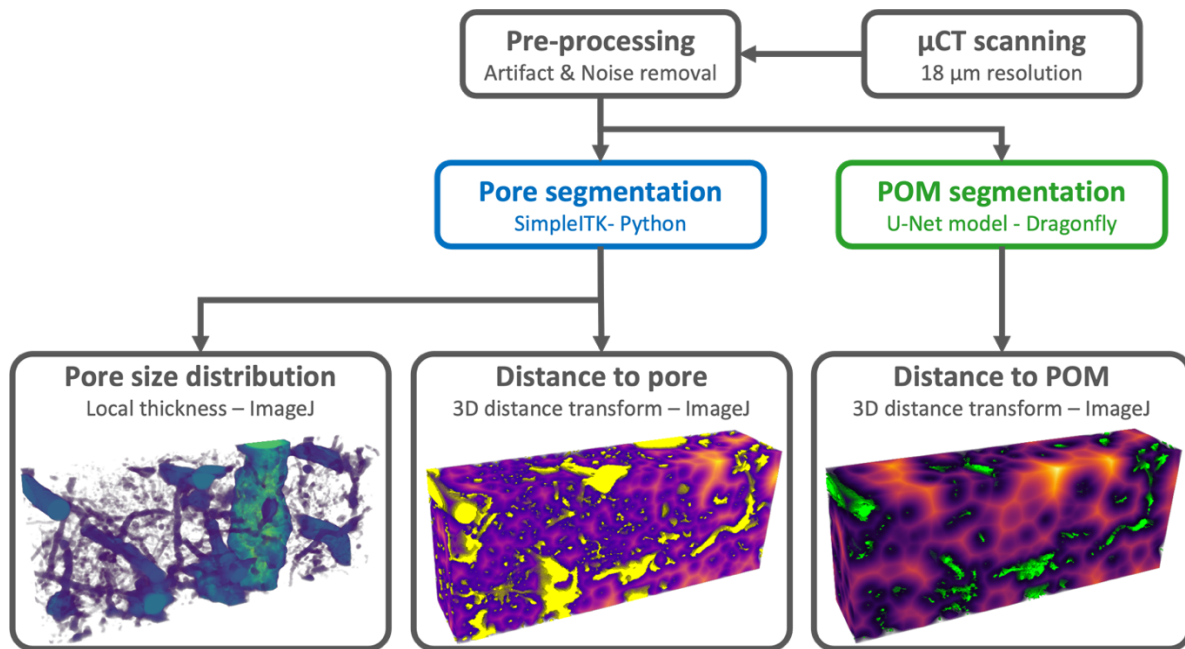 Pre-processing
Artifact & Noise removal
µCT scanning
18 µm resolution
Pore segmentation
SimpleITK- Python
POM segmentation
U-Net model - Dragonfly
Pore size distribution
Local thickness – ImageJ
Distance to pore
3D distance transform – ImageJ
Distance to POM
3D distance transform – ImageJ